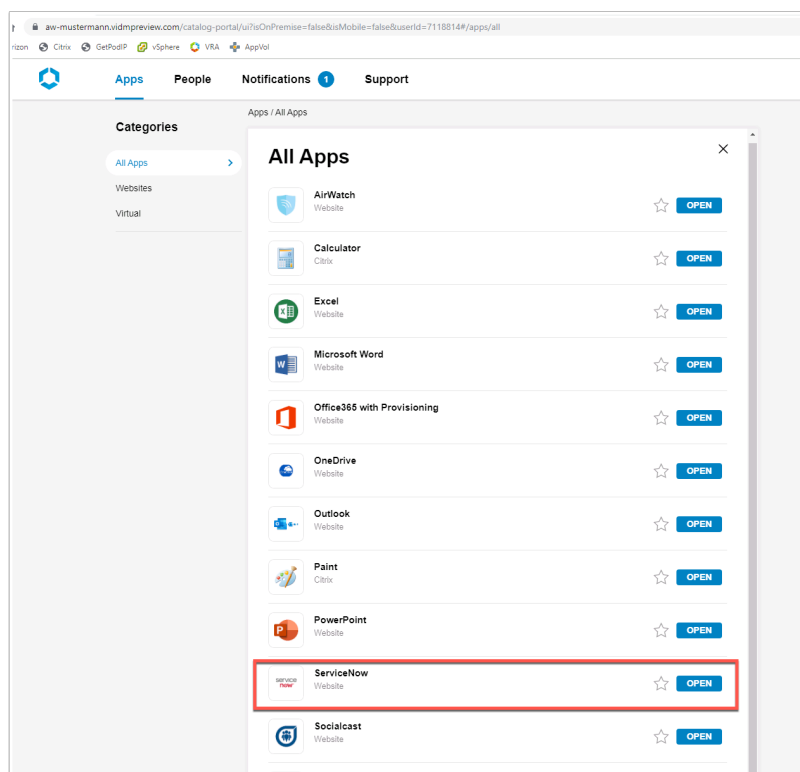 aw-mustermann.vidmpreview.com/catalog-portal/ui?isOnPremise=false&isMobile=false&userId=7118814#/apps/all
rizon Citrix GetPodIP vSphere VRA AppVol
Apps People Notifications 1 Support
Apps / All Apps
Categories
All Apps
Websites
Virtual
All Apps
AirWatch
Website
OPEN
Calculator
Citrix
OPEN
Excel
Website
OPEN
Microsoft Word
Website
OPEN
Office365 with Provisioning
Website
OPEN
OneDrive
Website
OPEN
Outlook
Website
OPEN
Paint
Citrix
OPEN
PowerPoint
Website
OPEN
service
now
ServiceNow
Website
OPEN
Socialcast
Website
OPEN